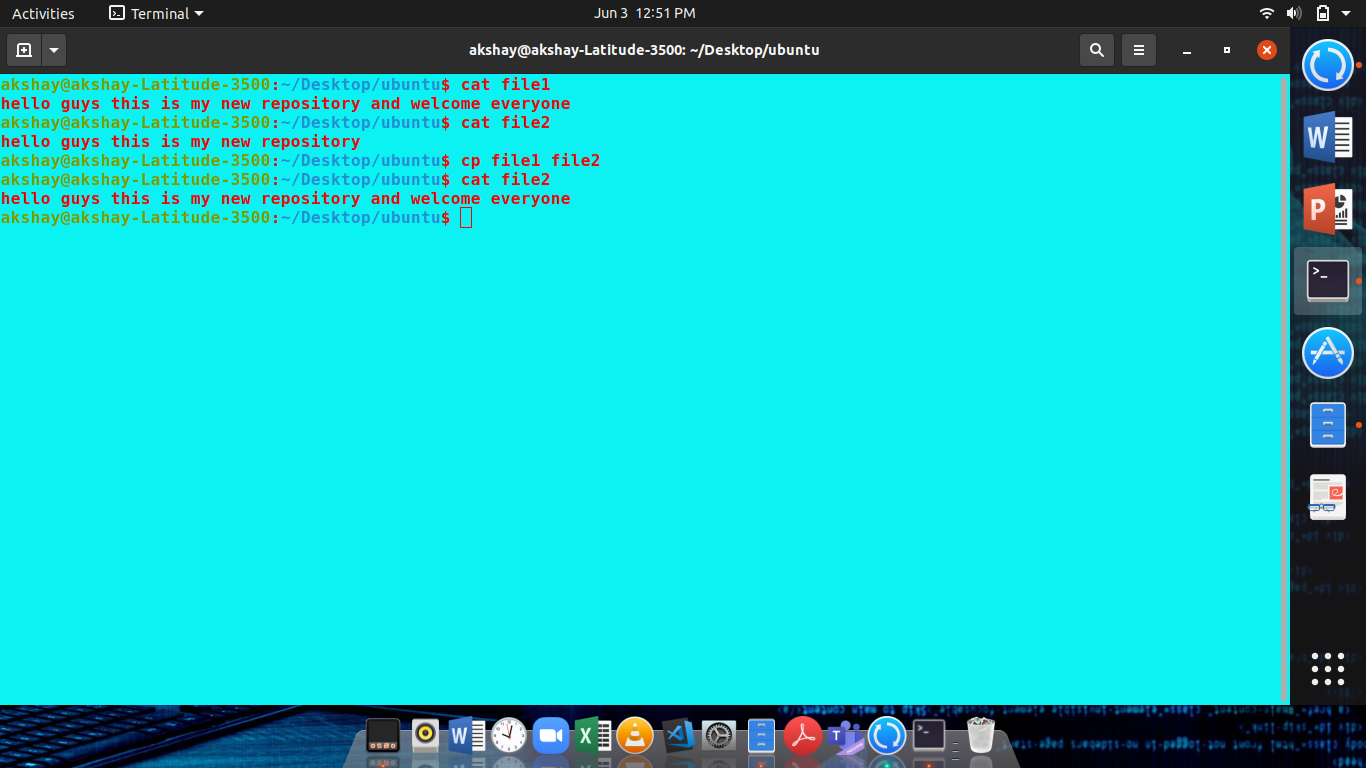 Activities
Terminal
Jun 3 12:51 PM
akshay@akshay-Latitude-3500: ~/Desktop/ubuntu
akshay@akshay-Latitude-3500:~/Desktop/ubuntu$ cat file1
hello guys this is my new repository and welcome everyone
akshay@akshay-Latitude-3500:~/Desktop/ubuntu$ cat file2
hello guys this is my new repository
akshay@akshay-Latitude-3500:~/Desktop/ubuntu$ cp file1 file2
akshay@akshay-Latitude-3500:~/Desktop/ubuntu$ cat file2
hello guys this is my new repository and welcome everyone
akshay@akshay-Latitude-3500:~/Desktop/ubuntu$